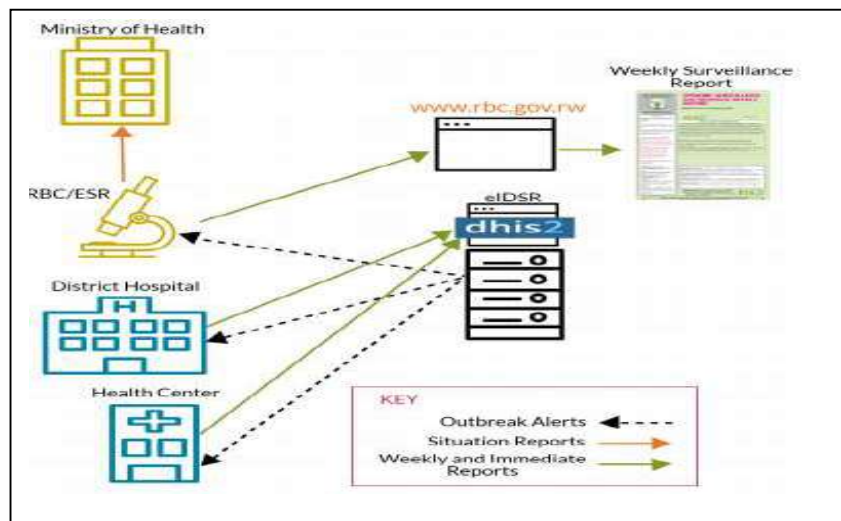 Ministry of Health
Weekly Surveillance
Report
www.rbc.gov.rw
RBC/ESR
eIDSR
dhis2
District Hospital
H
Health Center
KEY
Outbreak Alerts
Situation Reports
Weekly and Immediate
Reports